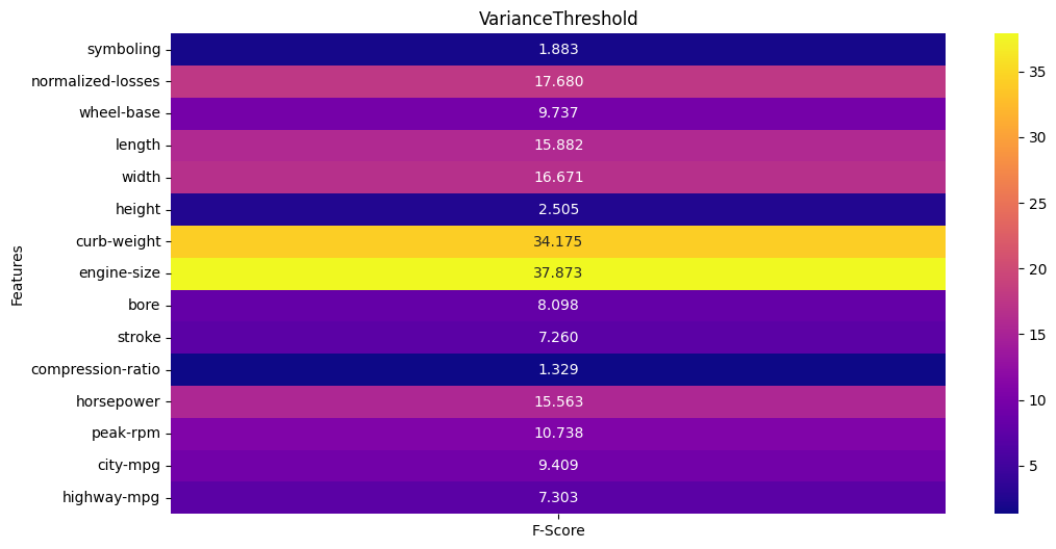 VarianceThreshold
Features
symboling 1.883
normalized-losses 17.680
wheel-base 9.737
length 15.882
width 16.671
height 2.505
curb-weight 34.175
engine-size 37.873
bore 8.098
stroke 7.260
compression-ratio 1.329
horsepower 15.563
peak-rpm 10.738
city-mpg 9.409
highway-mpg 7.303
F-Score
35
30
25
20
15
10
5